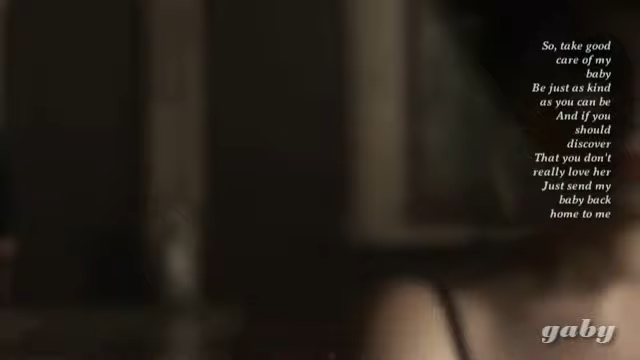 So, take good
care of my
baby
Be just as kind
as you can be
And if you
should
discover
That you don't
really love her
Just send my
baby back
home to me
gaby